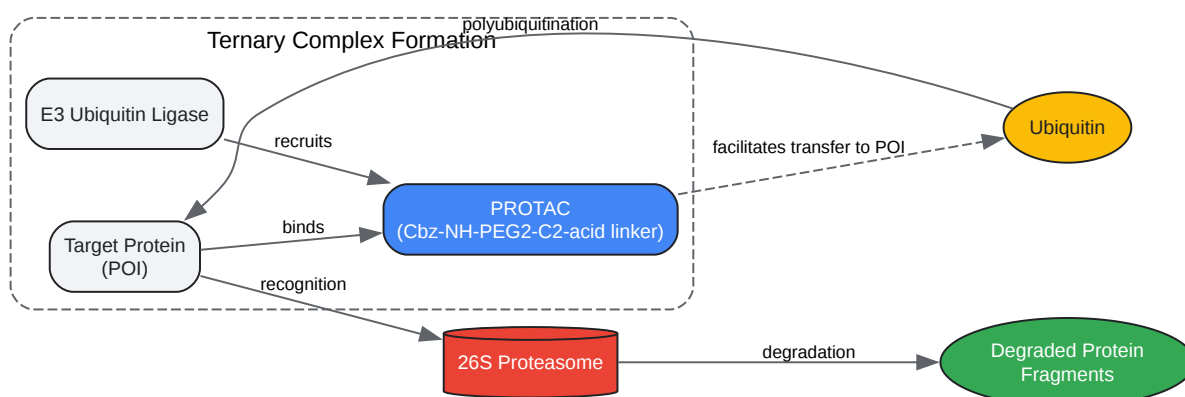 polyubiquitination
Ternary Complex Formation
E3 Ubiquitin Ligase
Ubiquitin
recruits
facilitates transfer to POI
PROTAC
(Cbz-NH-PEG2-C2-acid linker)
binds
Target Protein
(POI)
recognition
26S Proteasome
degradation
Degraded Protein
Fragments